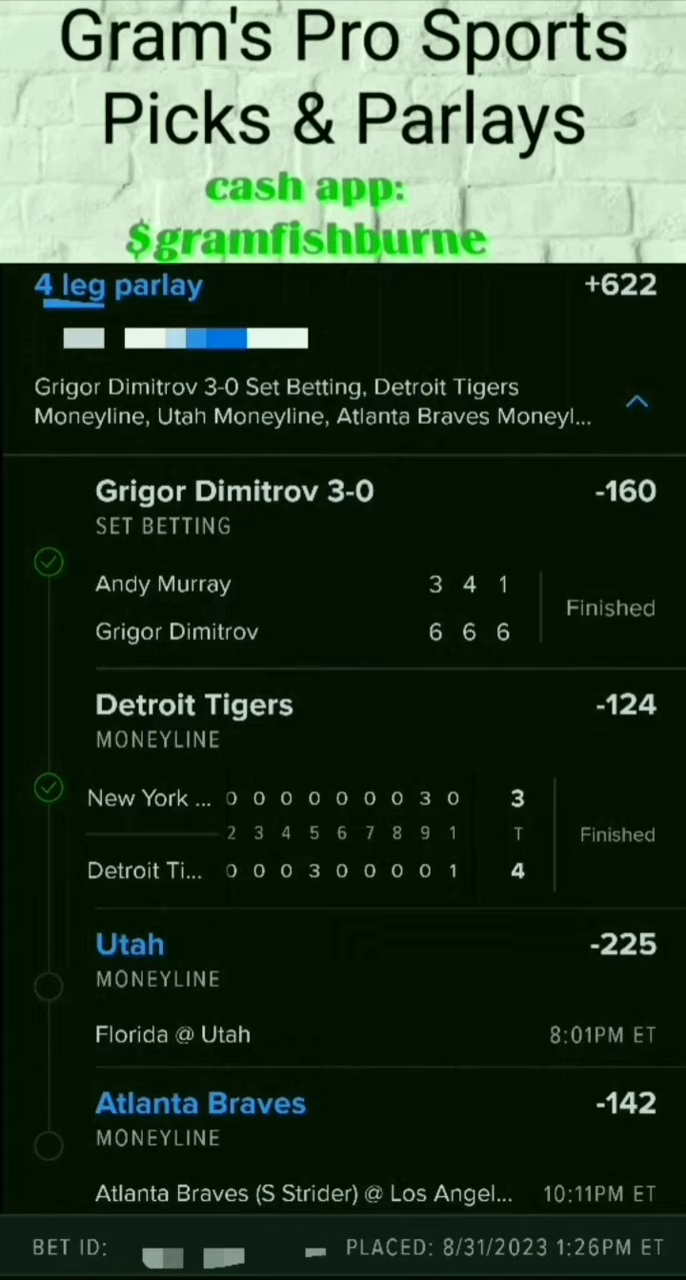 Gram's Pro Sports
Picks & Parlays
cash app:
$gramfishburne
4 leg parlay +622
Grigor Dimitrov 3-0 Set Betting, Detroit Tigers
Moneyline, Utah Moneyline, Atlanta Braves Moneyl...
Grigor Dimitrov 3-0 -160
SET BETTING
Andy Murray 3 4 1
Finished
Grigor Dimitrov 6 6 6
Detroit Tigers -124
MONEYLINE
New York ... 0 0 0 0 0 0 0 3 0 3
2 3 4 5 6 7 8 9 1 T Finished
Detroit Ti... 0 0 0 3 0 0 0 0 1 4
Utah -225
MONEYLINE
Florida @ Utah 8:01PM ET
Atlanta Braves -142
MONEYLINE
Atlanta Braves (S Strider) @ Los Angel... 10:11PM ET
BET ID: PLACED: 8/31/2023 1:26PM ET